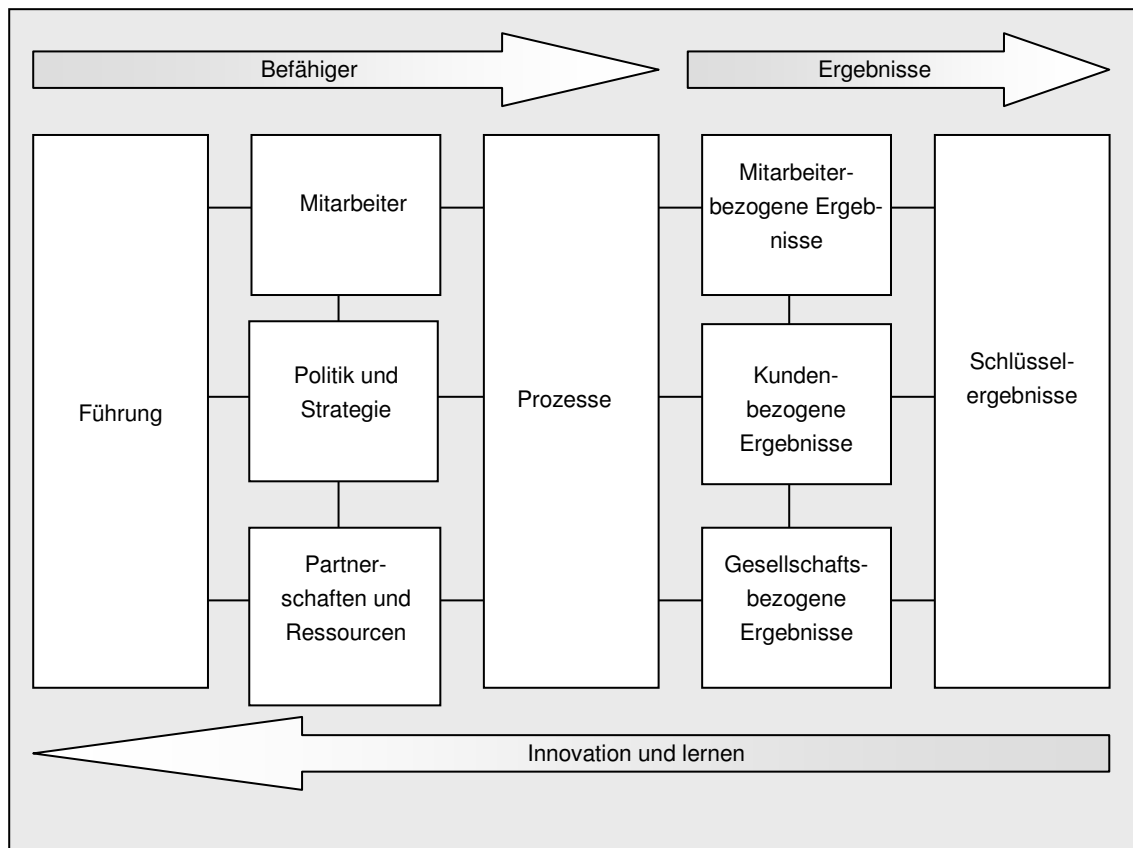 Befähiger
Ergebnisse
Führung
Mitarbeiter
Politik und
Strategie
Partner-
schaften und
Ressourcen
Prozesse
Mitarbeiter-
bezogene Ergeb-
nisse
Kunden-
bezogene
Ergebnisse
Gesellschafts-
bezogene
Ergebnisse
Schlüssel-
ergebnisse
Innovation und lernen